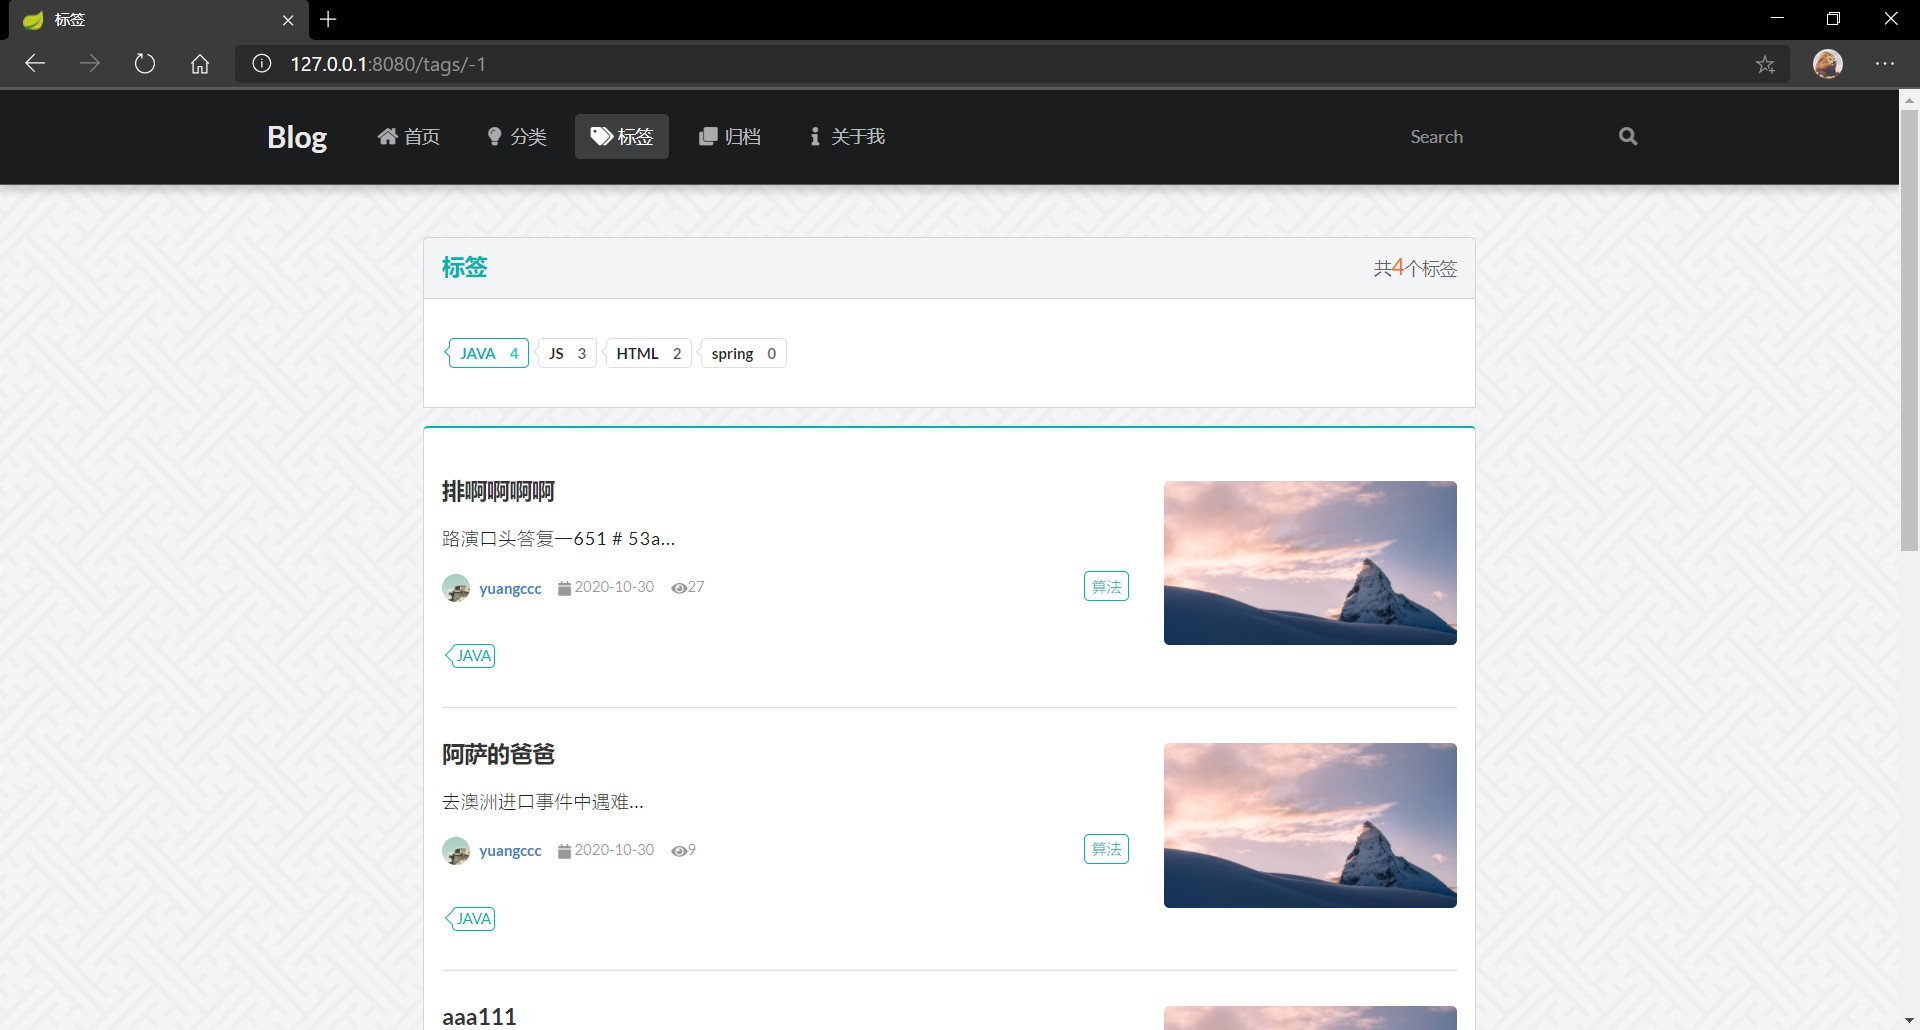 标签
127.0.0.1:8080/tags/-1
Blog 首页 分类 标签 归档 关于我 Search
标签 共4个标签
JAVA 4 JS 3 HTML 2 spring 0
排啊啊啊啊
路演口头答复一651 # 53a...
yuangccc 2020-10-30 27 算法
JAVA
阿萨的爸爸
去澳洲进口事件中遇难...
yuangccc 2020-10-30 9 算法
JAVA
aaa111